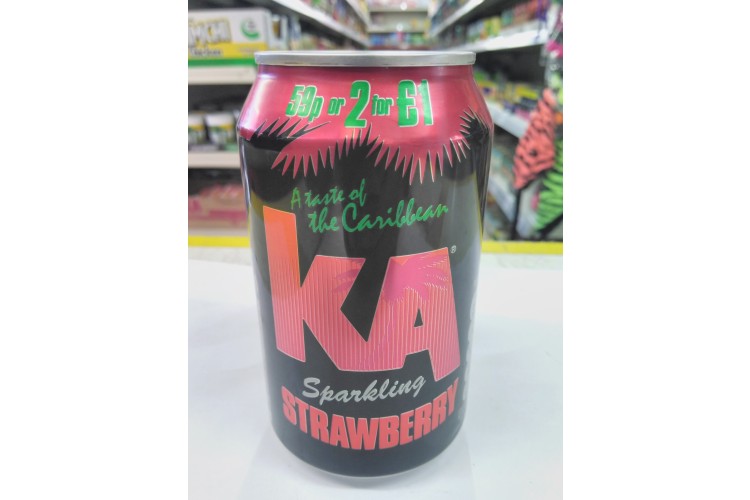 59p or 2 for £1
A taste of
the Caribbean
KA®
Sparkling
STRAWBERRY